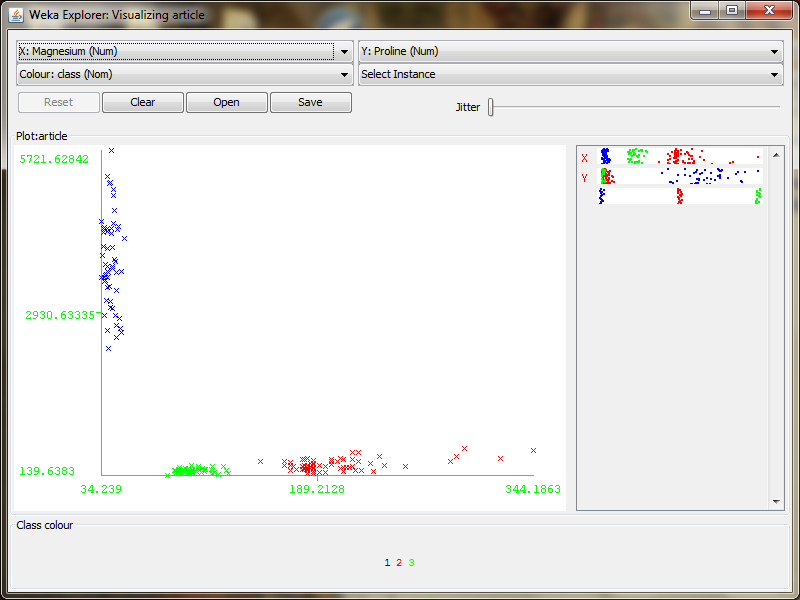 Weka Explorer: Visualizing article
X: Magnesium (Num) Y: Proline (Num)
Colour: class (Nom) Select Instance
Reset Clear Open Save Jitter
Plot:article
5721.62842
2930.63335
139.6383
34.239 189.2128 344.1863
X
Y
Class colour
1 2 3